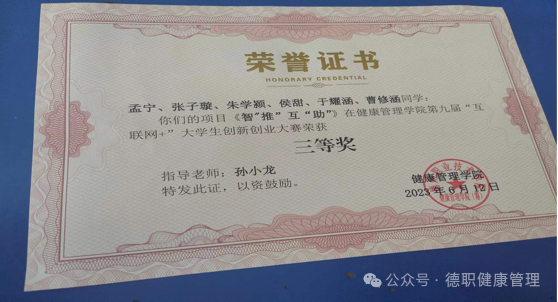 荣誉证书
HONORARY CREDENTIAL
孟宁、张子璇、朱学颖、侯甜、于耀涵、曹修涵同学:
你们的项目《智"推"互"助"》在健康管理学院第九届"互
联网+"大学生创新创业大赛荣获
三等奖
指导老师:孙小龙
特发此证,以资鼓励。
健康管理学院
2023年6月12日
公众号·德职健康管理